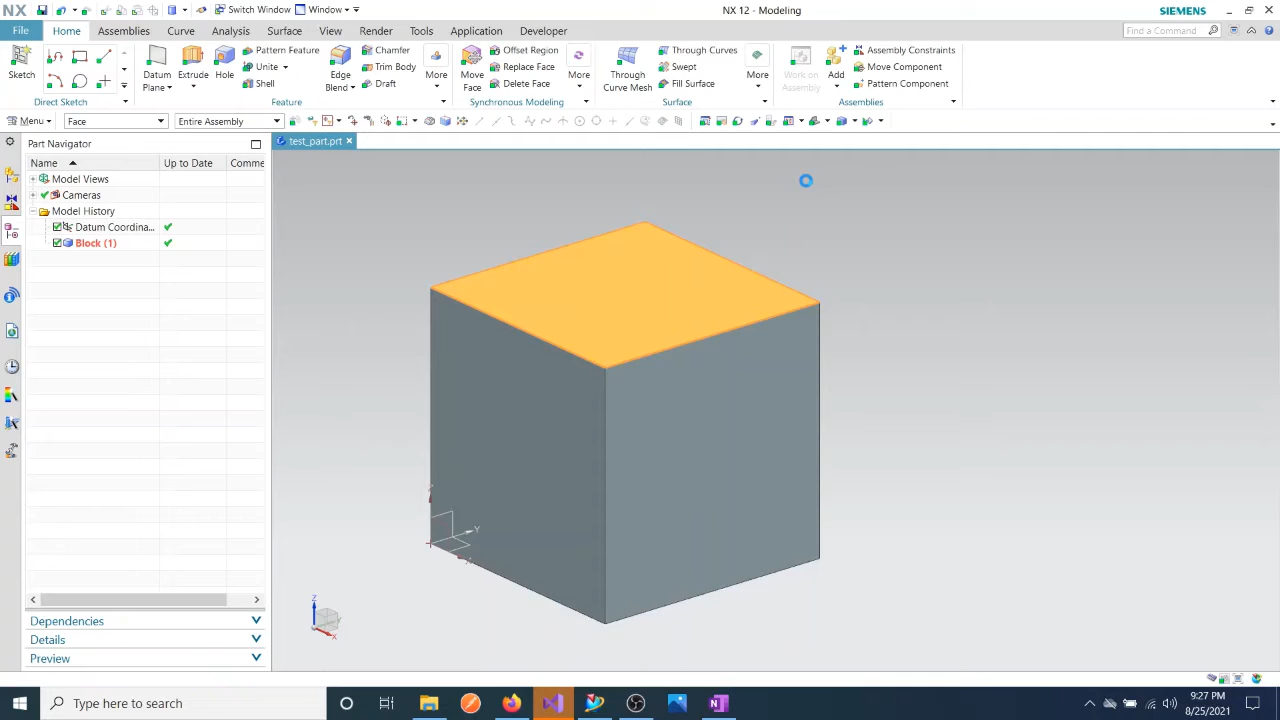 NX Switch Window Window NX 12 - Modeling SIEMENS
File Home Assemblies Curve Analysis Surface View Render Tools Application Developer Find a Command
Sketch
Direct Sketch
Datum Plane Extrude Hole Pattern Feature Unite Shell Edge Blend Chamfer Trim Body Draft More
Feature
Move Face Offset Region Replace Face Delete Face More
Synchronous Modeling
Through Curve Mesh Through Curves Swept Fill Surface More
Surface
Work on Assembly Add Assembly Constraints Move Component Pattern Component
Assemblies
Menu Face Entire Assembly
Part Navigator
test_part.prt
Name Up to Date Comme
Model Views
Cameras
Model History
Datum Coordina...
Block (1)
Y
Z
X
Dependencies
Details
Preview
Type here to search
9:27 PM
8/25/2021